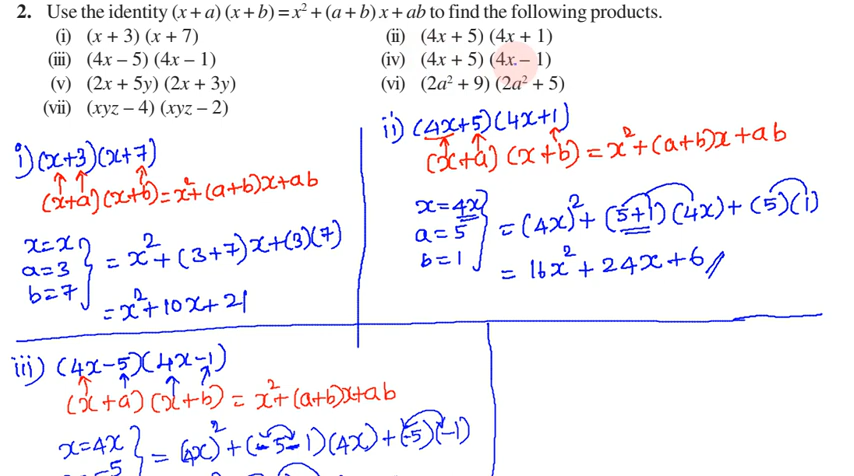 2. Use the identity (x + a) (x + b) = x² + (a + b) x + ab to find the following products.
(i) (x + 3) (x + 7)
(ii) (4x + 5) (4x + 1)
(iii) (4x – 5) (4x – 1)
(iv) (4x + 5) (4x – 1)
(v) (2x + 5y) (2x + 3y)
(vi) (2a² + 9) (2a² + 5)
(vii) (xyz – 4) (xyz – 2)
i) (x+3)(x+7)
(x+a)(x+b)=x²+(a+b)x+ab
x=x
a=3
b=7
= x²+(3+7)x+(3)(7)
=x²+10x+21
ii) (4x+5)(4x+1)
(x+a)(x+b)=x²+(a+b)x+ab
x=4x
a=5
b=1
=(4x)²+(5+1)(4x)+(5)(1)
= 16x²+24x+6
iii) (4x-5)(4x-1)
(x+a)(x+b)=x²+(a+b)x+ab
x=4x
=(4x)²+(-5-1)(4x)+(-5)(-1)